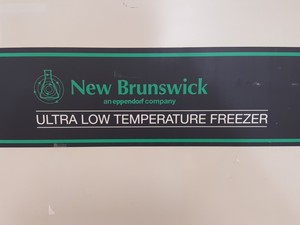 New Brunswick
an eppendorf company
ULTRA LOW TEMPERATURE FREEZER